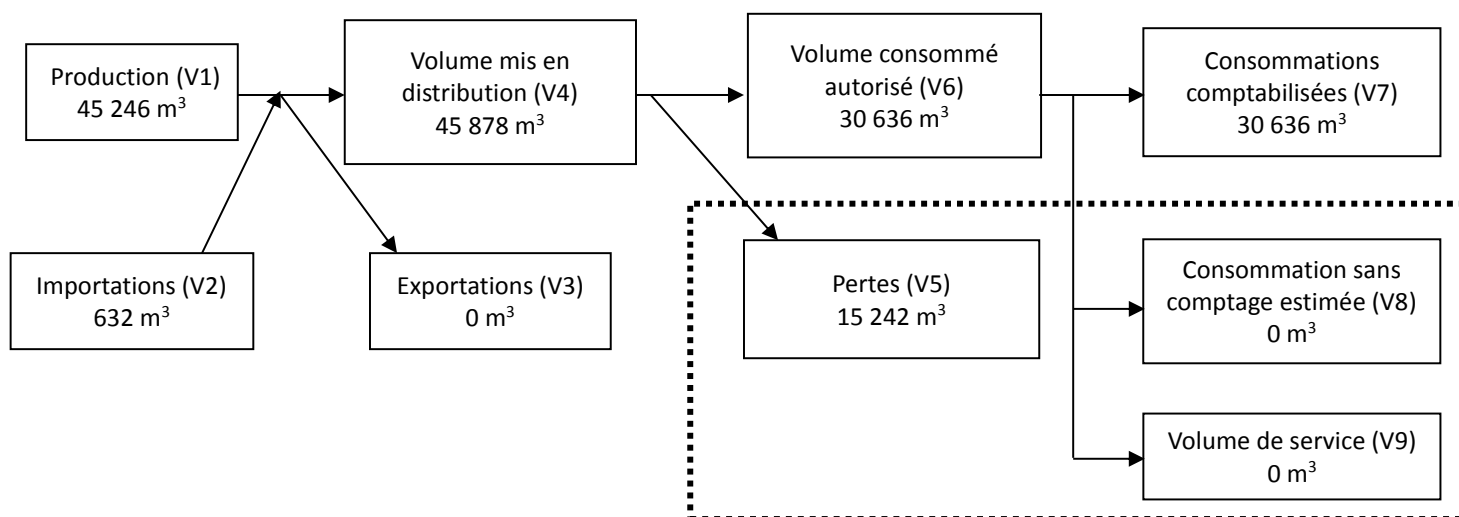 Production (V1)
45 246 m³
Volume mis en
distribution (V4)
45 878 m³
Volume consommé
autorisé (V6)
30 636 m³
Consommations
comptabilisées (V7)
30 636 m³
Importations (V2)
632 m³
Exportations (V3)
0 m³
Pertes (V5)
15 242 m³
Consommation sans
comptage estimée (V8)
0 m³
Volume de service (V9)
0 m³